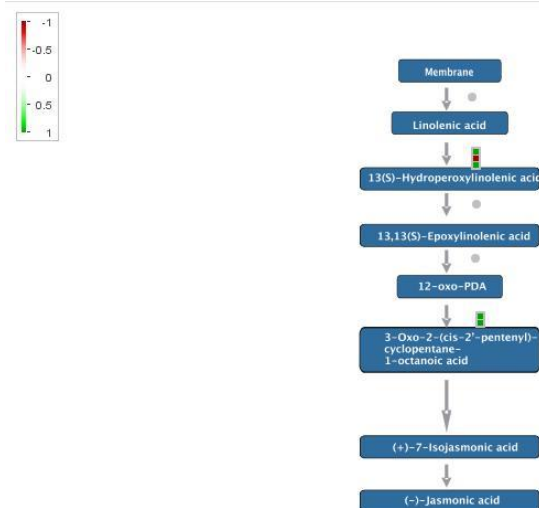 -1
-0.5
0
0.5
1
Membrane
Linolenic acid
13(S)-Hydroperoxylinolenic acid
13,13(S)-Epoxylinolenic acid
12-oxo-PDA
3-Oxo-2-(cis-2'-pentenyl)-
cyclopentane-
1-octanoic acid
(+)-7-Isojasmonic acid
(-)-Jasmonic acid